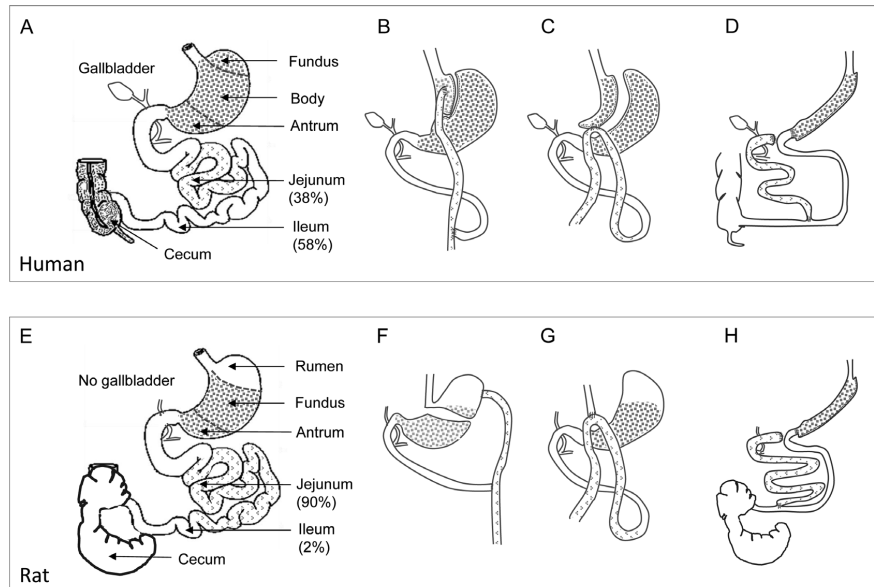 A
B
C
D
Gallbladder
Fundus
Body
Antrum
Jejunum
(38%)
Ileum
(58%)
Cecum
Human
E
F
G
H
No gallbladder
Rumen
Fundus
Antrum
Jejunum
(90%)
Ileum
(2%)
Cecum
Rat